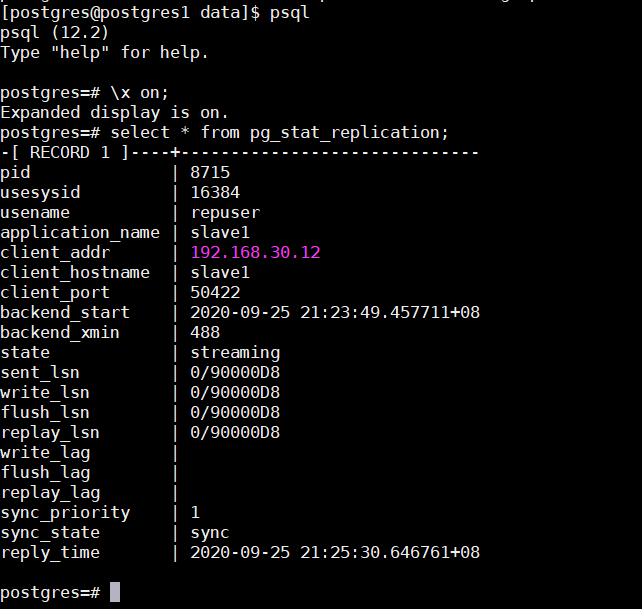 [postgres@postgres1 data]$ psql
psql (12.2)
Type "help" for help.
postgres=# \x on;
Expanded display is on.
postgres=# select * from pg_stat_replication;
-[ RECORD 1 ]----+------------------------------
pid              | 8715
usesysid         | 16384
usename          | repuser
application_name | slave1
client_addr      | 192.168.30.12
client_hostname  | slave1
client_port      | 50422
backend_start    | 2020-09-25 21:23:49.457711+08
backend_xmin     | 488
state            | streaming
sent_lsn         | 0/90000D8
write_lsn        | 0/90000D8
flush_lsn        | 0/90000D8
replay_lsn       | 0/90000D8
write_lag        |
flush_lag        |
replay_lag       |
sync_priority    | 1
sync_state       | sync
reply_time       | 2020-09-25 21:25:30.646761+08
postgres=#